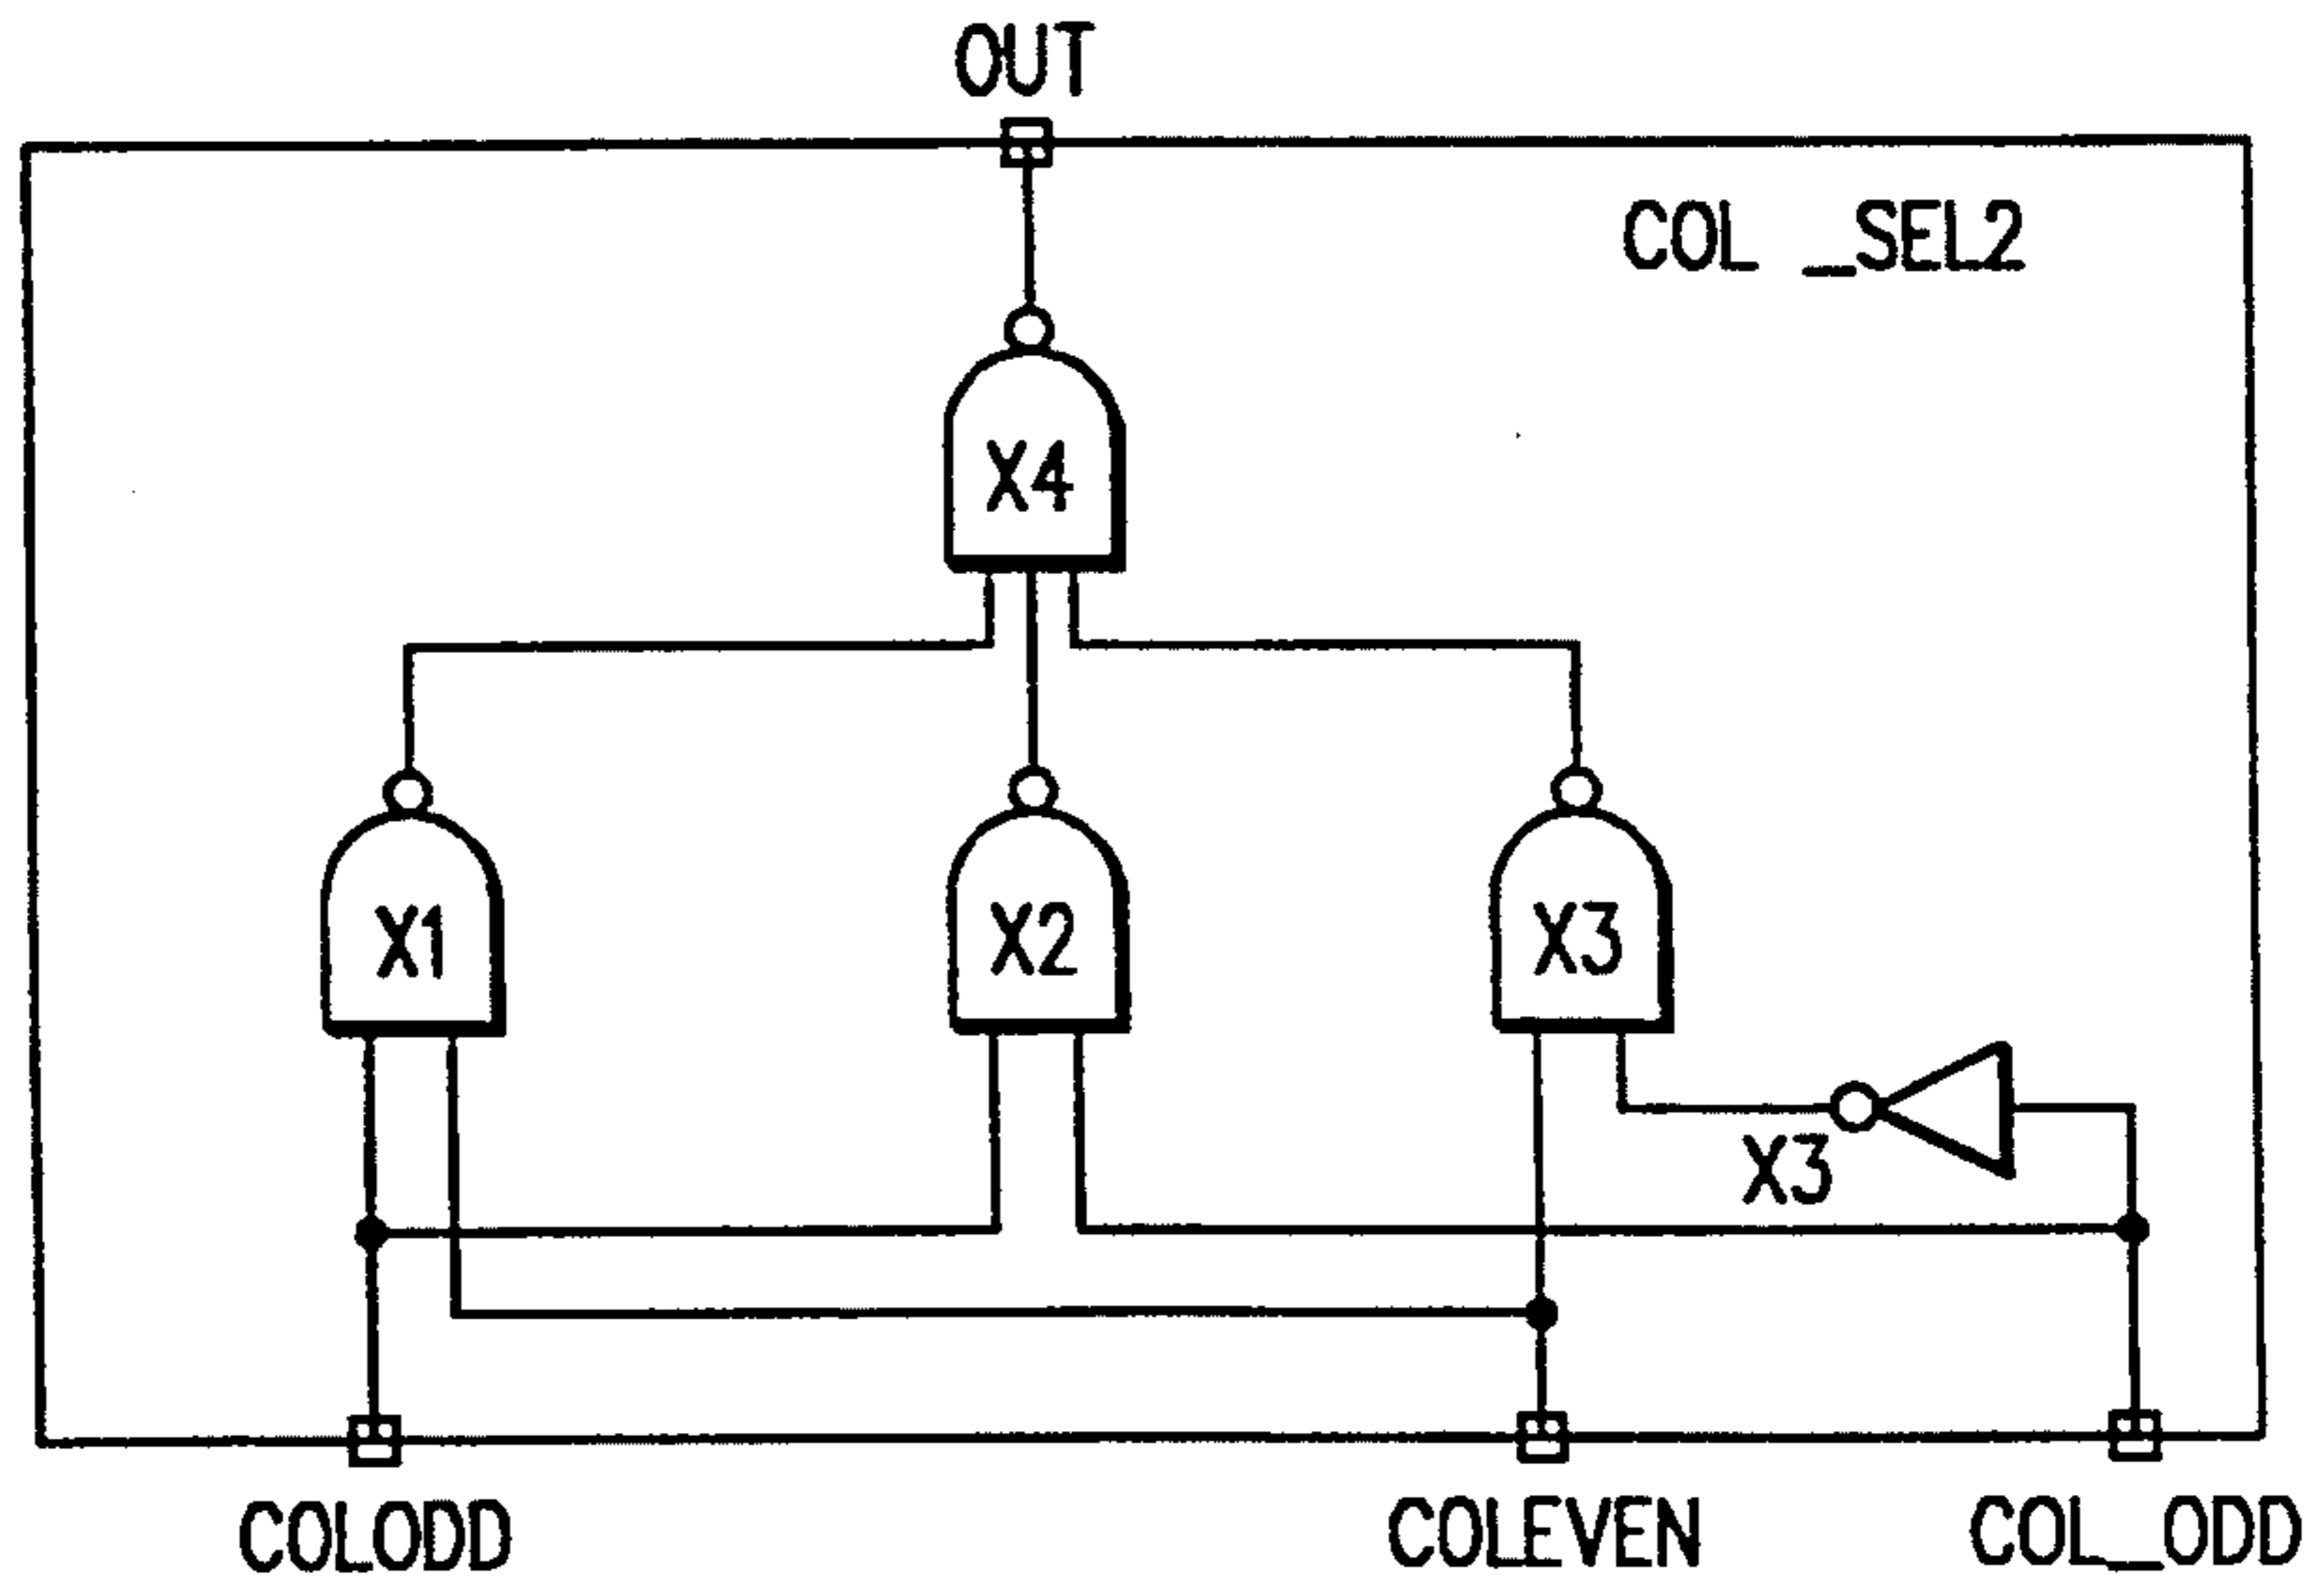 OUT
COL _SEL2
X4
X1 X2 X3
X3
COLODD COLEVEN COL_ODD